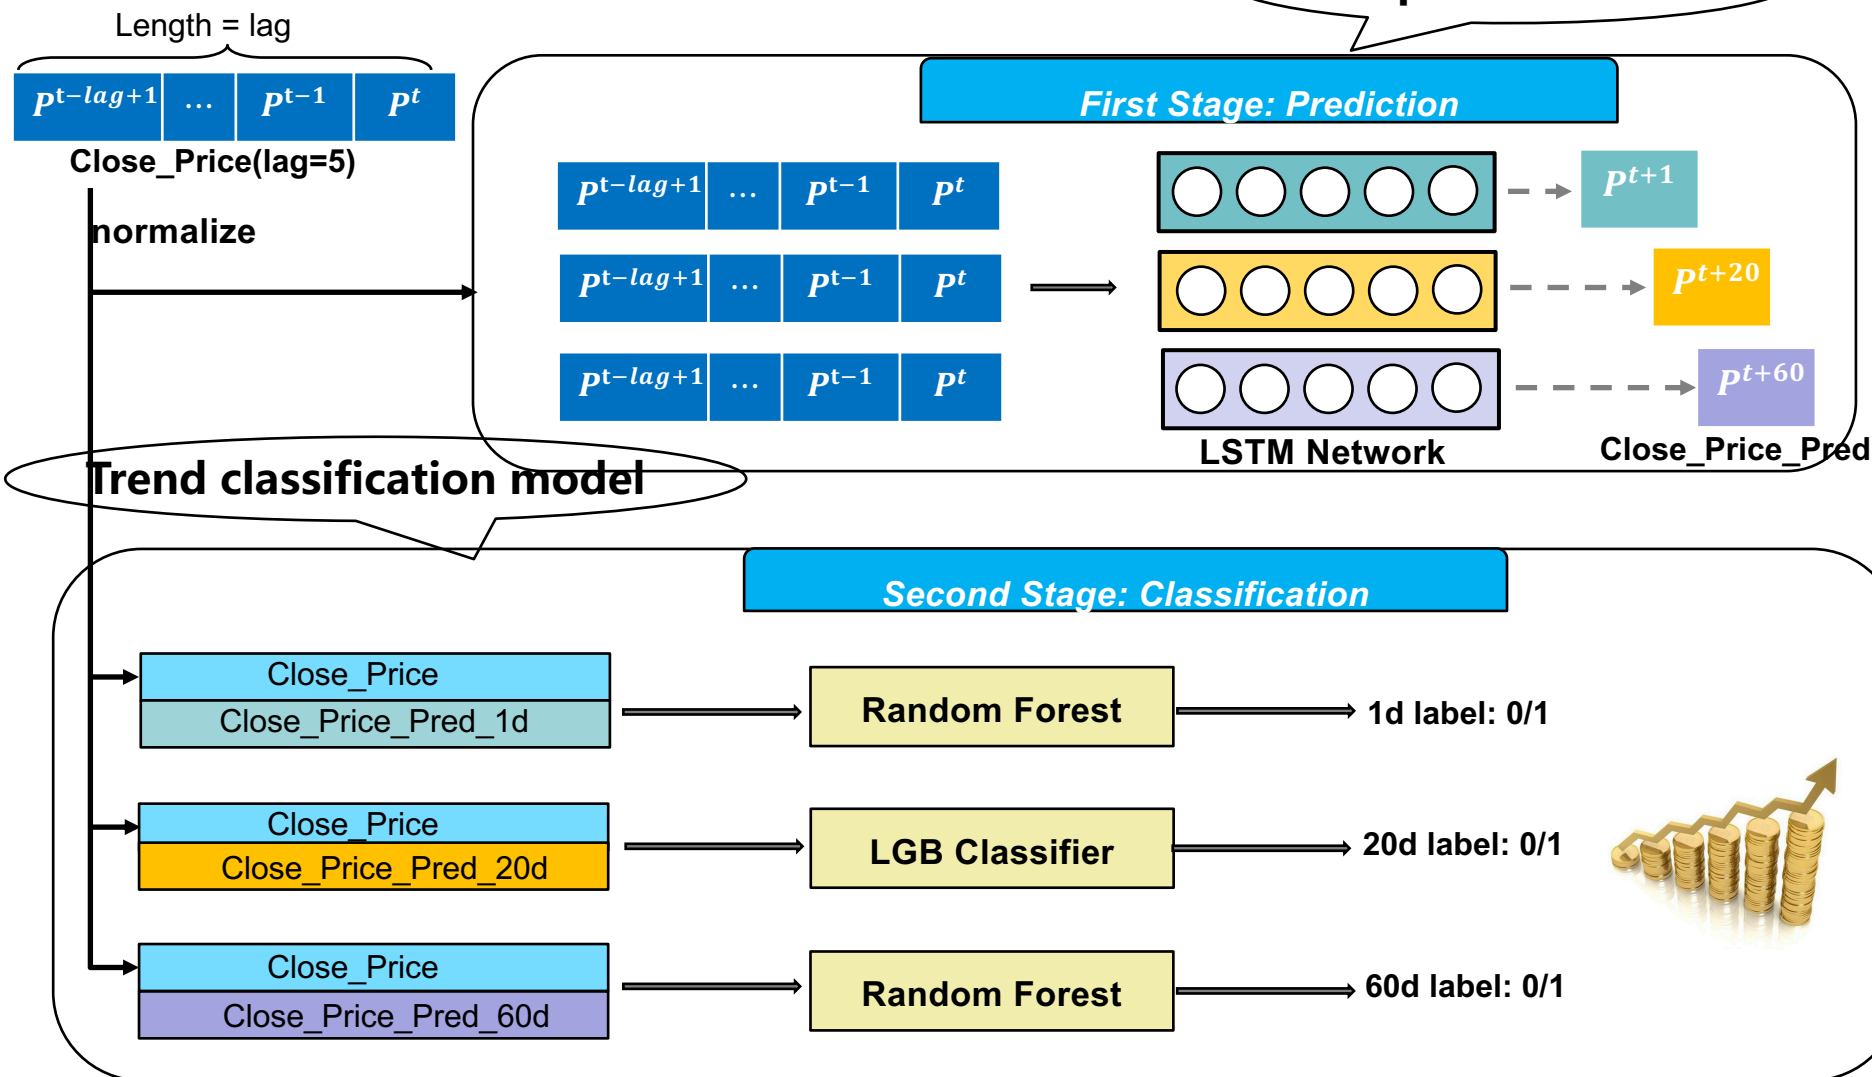 Length = lag
P^{t-lag+1} ... P^{t-1} P^t
Close_Price(lag=5)
normalize
First Stage: Prediction
P^{t-lag+1} ... P^{t-1} P^t
P^{t+1}
P^{t-lag+1} ... P^{t-1} P^t
P^{t+20}
P^{t-lag+1} ... P^{t-1} P^t
P^{t+60}
LSTM Network
Close_Price_Pred
Trend classification model
Second Stage: Classification
Close_Price
Close_Price_Pred_1d
Random Forest
1d label: 0/1
Close_Price
Close_Price_Pred_20d
LGB Classifier
20d label: 0/1
Close_Price
Close_Price_Pred_60d
Random Forest
60d label: 0/1